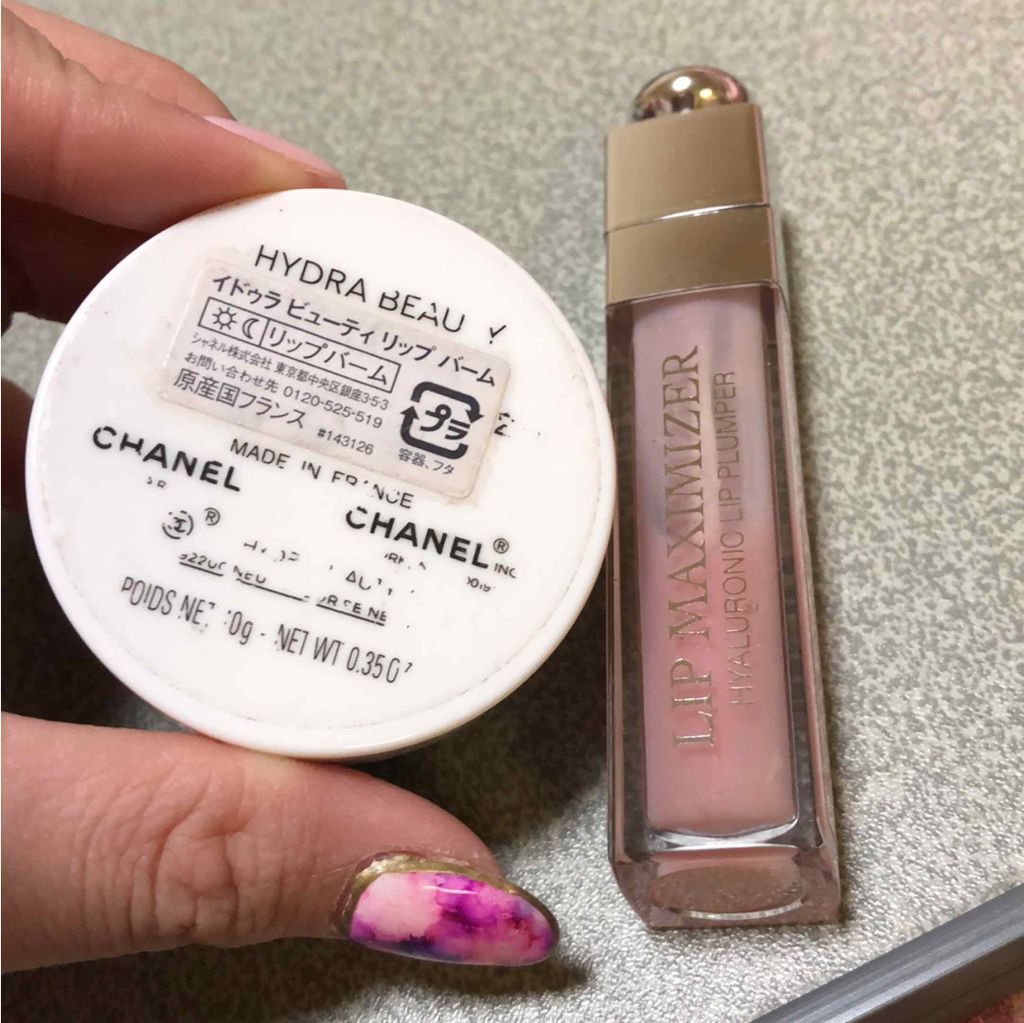 HYDRA BEAU
イドゥラ ビューティ リップ バーム
リップバーム
シャネル株式会社 東京都中央区銀座3-5-3
お問い合わせ先 0120-525-519
原産国フランス #143126
プラ
容器、フタ
MADE IN FRANCE
CHANEL
CHANEL®
INC
POIDS NET 10g - NET WT 0.35
LIP MAXIMIZER
HYALURONIC LIP PLUMPER